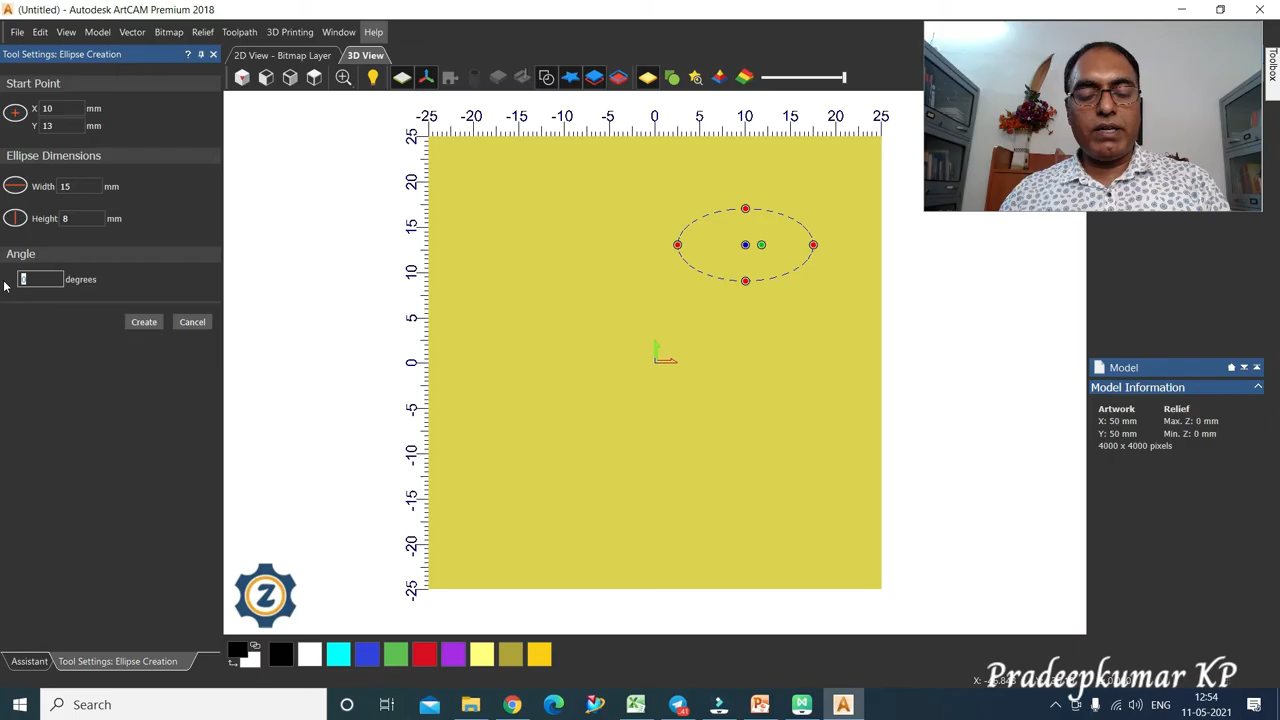 (Untitled) - Autodesk ArtCAM Premium 2018
File Edit View Model Vector Bitmap Relief Toolpath 3D Printing Window Help
Tool Settings: Ellipse Creation
2D View - Bitmap Layer
3D View
Toolbox
Start Point
X 10 mm
Y 13 mm
Ellipse Dimensions
Width 15 mm
Height 8 mm
Angle
0 degrees
Create Cancel
-25 -20 -15 -10 -5 0 5 10 15 20 25
25
20
15
10
5
0
-5
-10
-15
-20
-25
Model
Model Information
Artwork Relief
X: 50 mm Max. Z: 0 mm
Y: 50 mm Min. Z: 0 mm
4000 x 4000 pixels
Z
Assistant
Tool Settings: Ellipse Creation
Pradeepkumar KP
Search
41
ENG
12:54
11-05-2021